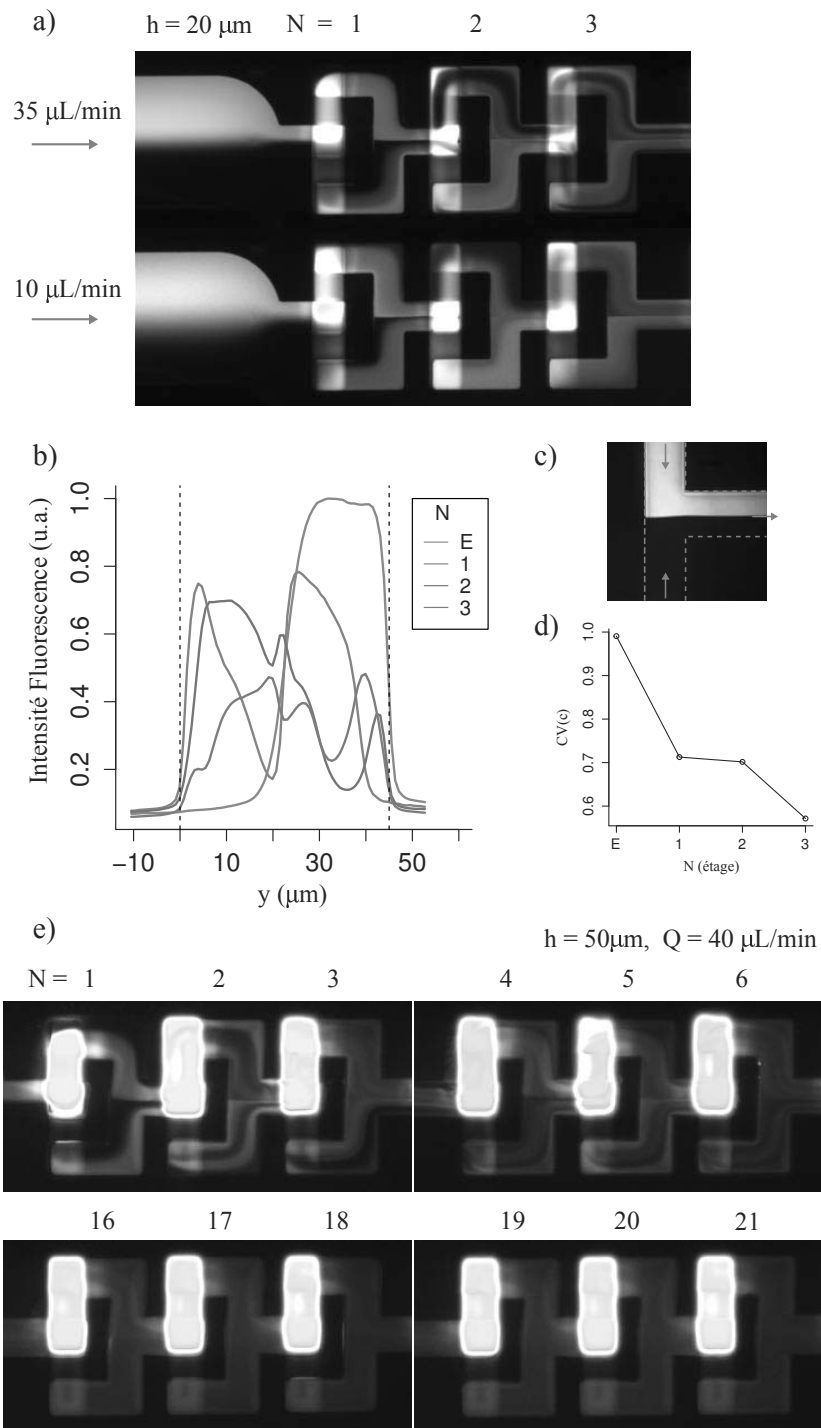 a)
h = 20 μm N = 1 2 3
35 μL/min
10 μL/min
b)
Intensité Fluorescence (u.a.)
1.0
0.8
0.6
0.4
0.2
−10 10 30 50
y (μm)
N
E
1
2
3
c)
d)
CV(c)
1.0
0.9
0.8
0.7
0.6
E 1 2 3
N (étage)
e)
h = 50μm, Q = 40 μL/min
N = 1 2 3 4 5 6
16 17 18 19 20 21